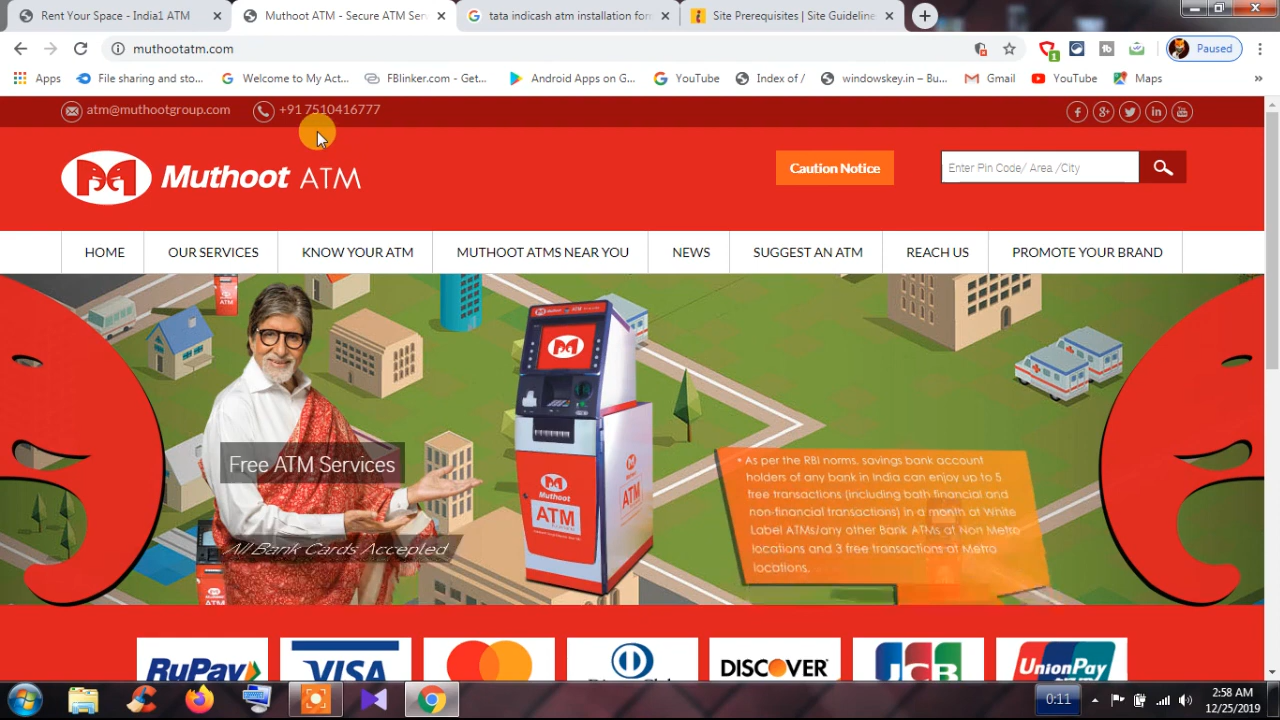 Rent Your Space - India1 ATM
Muthoot ATM - Secure ATM Ser
tata indicash atm installation for
Site Prerequisites | Site Guideline
muthootatm.com
1
Paused
Apps
File sharing and sto...
Welcome to My Act...
FBlinker.com - Get...
Android Apps on G...
YouTube
Index of /
windowskey.in – Bu...
Gmail
YouTube
Maps
»
atm@muthootgroup.com
+91 7510416777
Muthoot ATM
Caution Notice
Enter Pin Code/ Area /City
HOME
OUR SERVICES
KNOW YOUR ATM
MUTHOOT ATMS NEAR YOU
NEWS
SUGGEST AN ATM
REACH US
PROMOTE YOUR BRAND
ATM
Muthoot ATM
Free ATM Services
All Bank Cards Accepted
Muthoot
ATM
ATM
ATM
• As per the RBI norms, savings bank account
holders of any bank in India can enjoy up to 5
free transactions (including both financial and
non-financial transactions) in a month at White
Label ATMs/any other Bank ATMs at Non Metro
locations and 3 free transactions at Metro
locations.
RuPay
VISA
DISCOVER
JCB
UnionPay
0:11
2:58 AM
12/25/2019